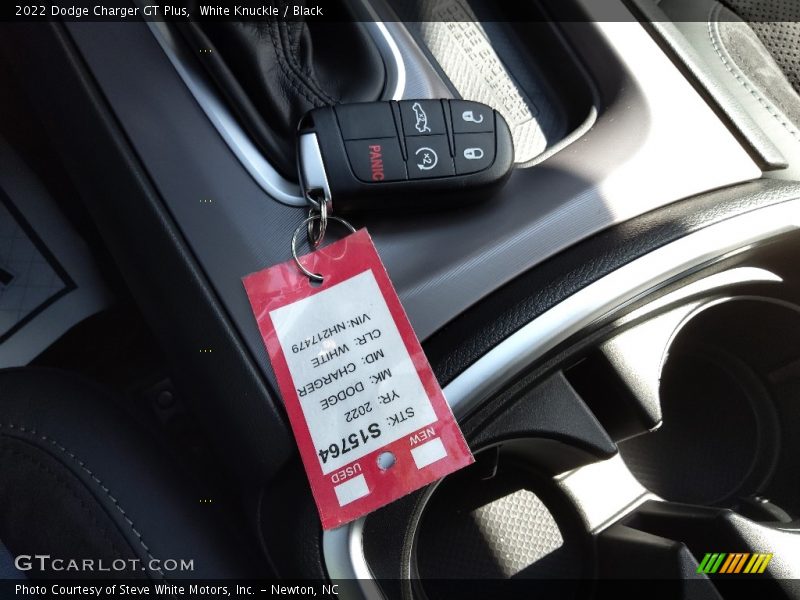 2022 Dodge Charger GT Plus, White Knuckle / Black
PANIC
x2
STK: S15764
YR: 2022
MK: DODGE
MD: CHARGER
CLR: WHITE
VIN:NH217479
NEW
USED
GTCARLOT.COM
Photo Courtesy of Steve White Motors, Inc. - Newton, NC